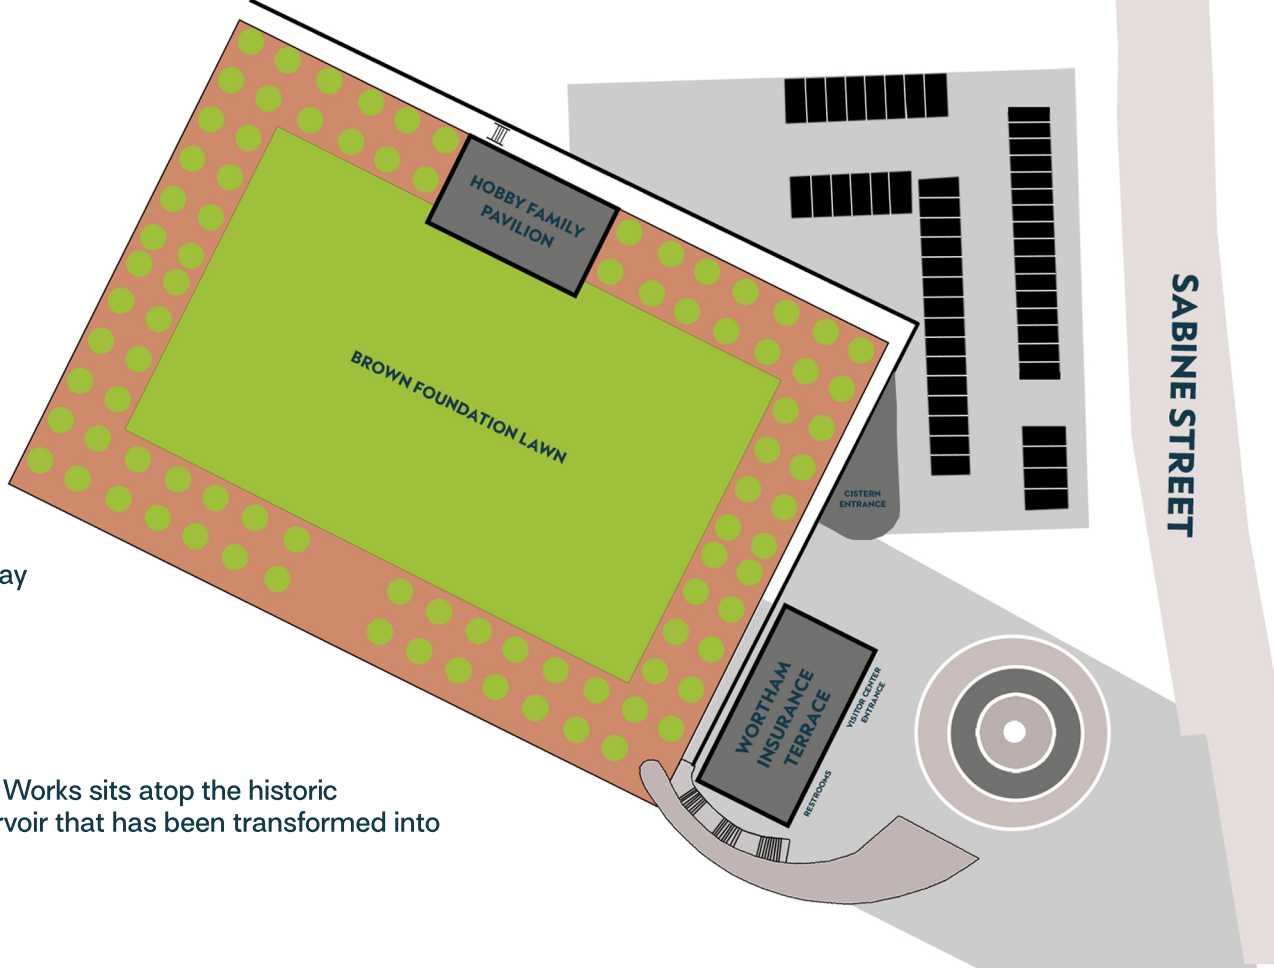 HOBBY FAMILY
PAVILION
BROWN FOUNDATION LAWN
SABINE STREET
CISTERN
ENTRANCE
ay
WORTHAM
INSURANCE
TERRACE
VISITOR CENTER
ENTRANCE
RESTROOMS
Works sits atop the historic
rvoir that has been transformed into